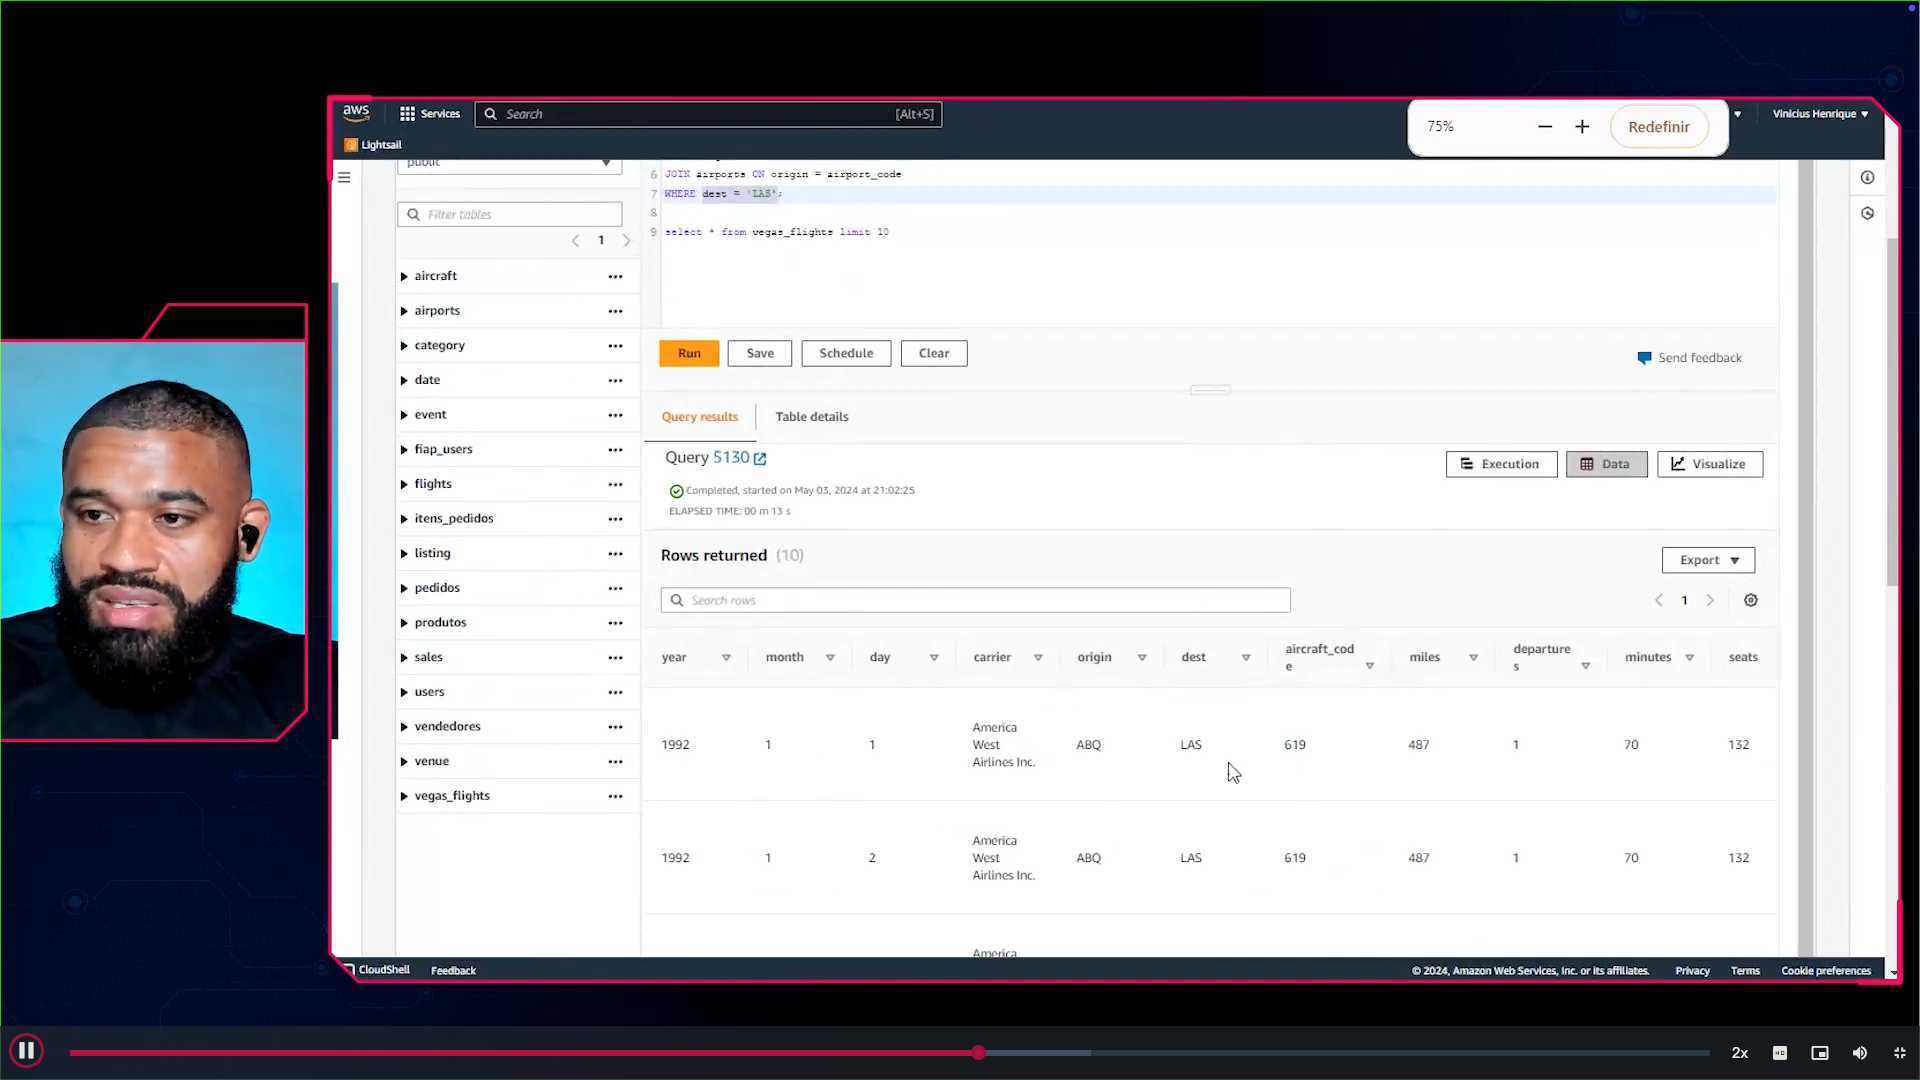 aws
Services
Search
[Alt+S]
75%
Redefinir
Vinicius Henrique
Lightsail
public
Filter tables
1
aircraft
airports
category
date
event
fiap_users
flights
itens_pedidos
listing
pedidos
produtos
sales
users
vendedores
venue
vegas_flights
6 JOIN airports ON origin = airport_code
7 WHERE dest = 'LAS';
8
9 select * from vegas_flights limit 10
Run
Save
Schedule
Clear
Send feedback
Query results
Table details
Query 5130
Execution
Data
Visualize
Completed, started on May 03, 2024 at 21:02:25
ELAPSED TIME: 00 m 13 s
Rows returned (10)
Export
Search rows
1
year month day carrier origin dest aircraft_cod
e miles departure
s minutes seats
1992 1 1 America
West
Airlines Inc. ABQ LAS 619 487 1 70 132
1992 1 2 America
West
Airlines Inc. ABQ LAS 619 487 1 70 132
America
CloudShell
Feedback
© 2024, Amazon Web Services, Inc. or its affiliates.
Privacy
Terms
Cookie preferences
2x
HD